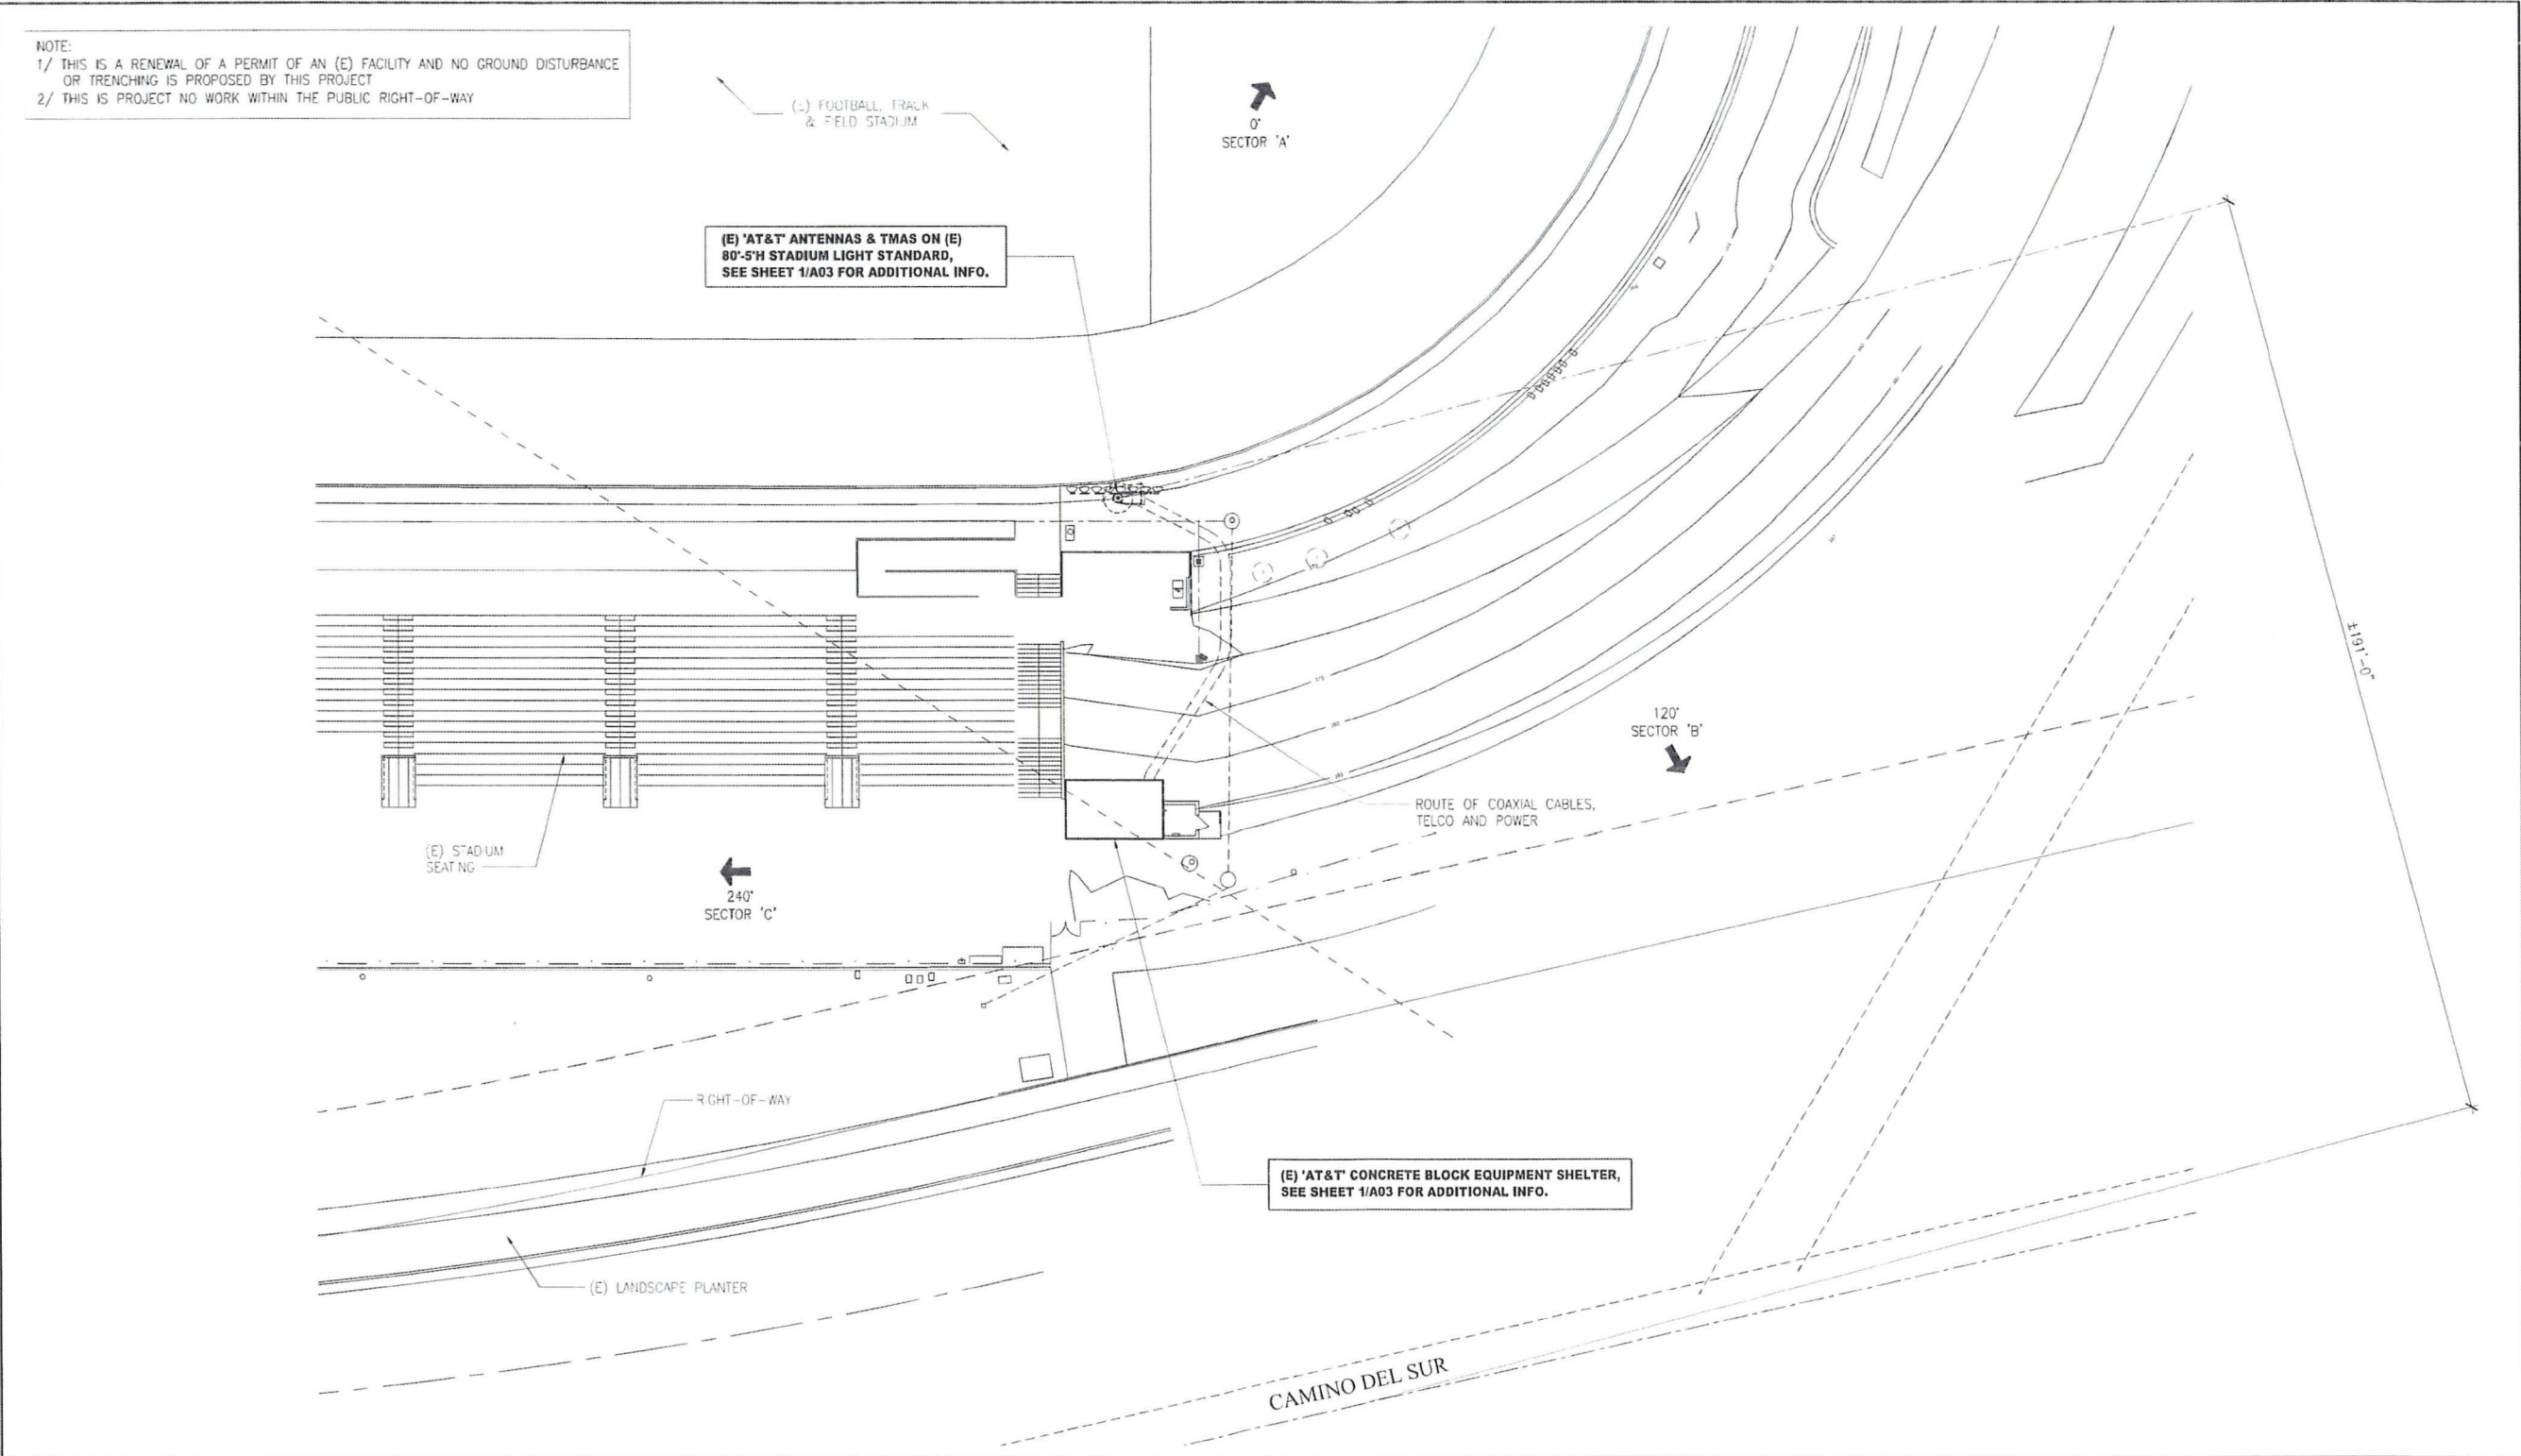 NOTE:
1/ THIS IS A RENEWAL OF A PERMIT OF AN (E) FACILITY AND NO GROUND DISTURBANCE
OR TRENCHING IS PROPOSED BY THIS PROJECT
2/ THIS IS PROJECT NO WORK WITHIN THE PUBLIC RIGHT-OF-WAY
(E) FOOTBALL, TRACK
& FIELD STADIUM
0°
SECTOR 'A'
(E) 'AT&T' ANTENNAS & TMAS ON (E)
80'-5"H STADIUM LIGHT STANDARD,
SEE SHEET 1/A03 FOR ADDITIONAL INFO.
±191'-0"
120°
SECTOR 'B'
ROUTE OF COAXIAL CABLES,
TELCO AND POWER
(E) STADIUM
SEATING
240°
SECTOR 'C'
RIGHT-OF-WAY
(E) 'AT&T' CONCRETE BLOCK EQUIPMENT SHELTER,
SEE SHEET 1/A03 FOR ADDITIONAL INFO.
(E) LANDSCAPE PLANTER
CAMINO DEL SUR